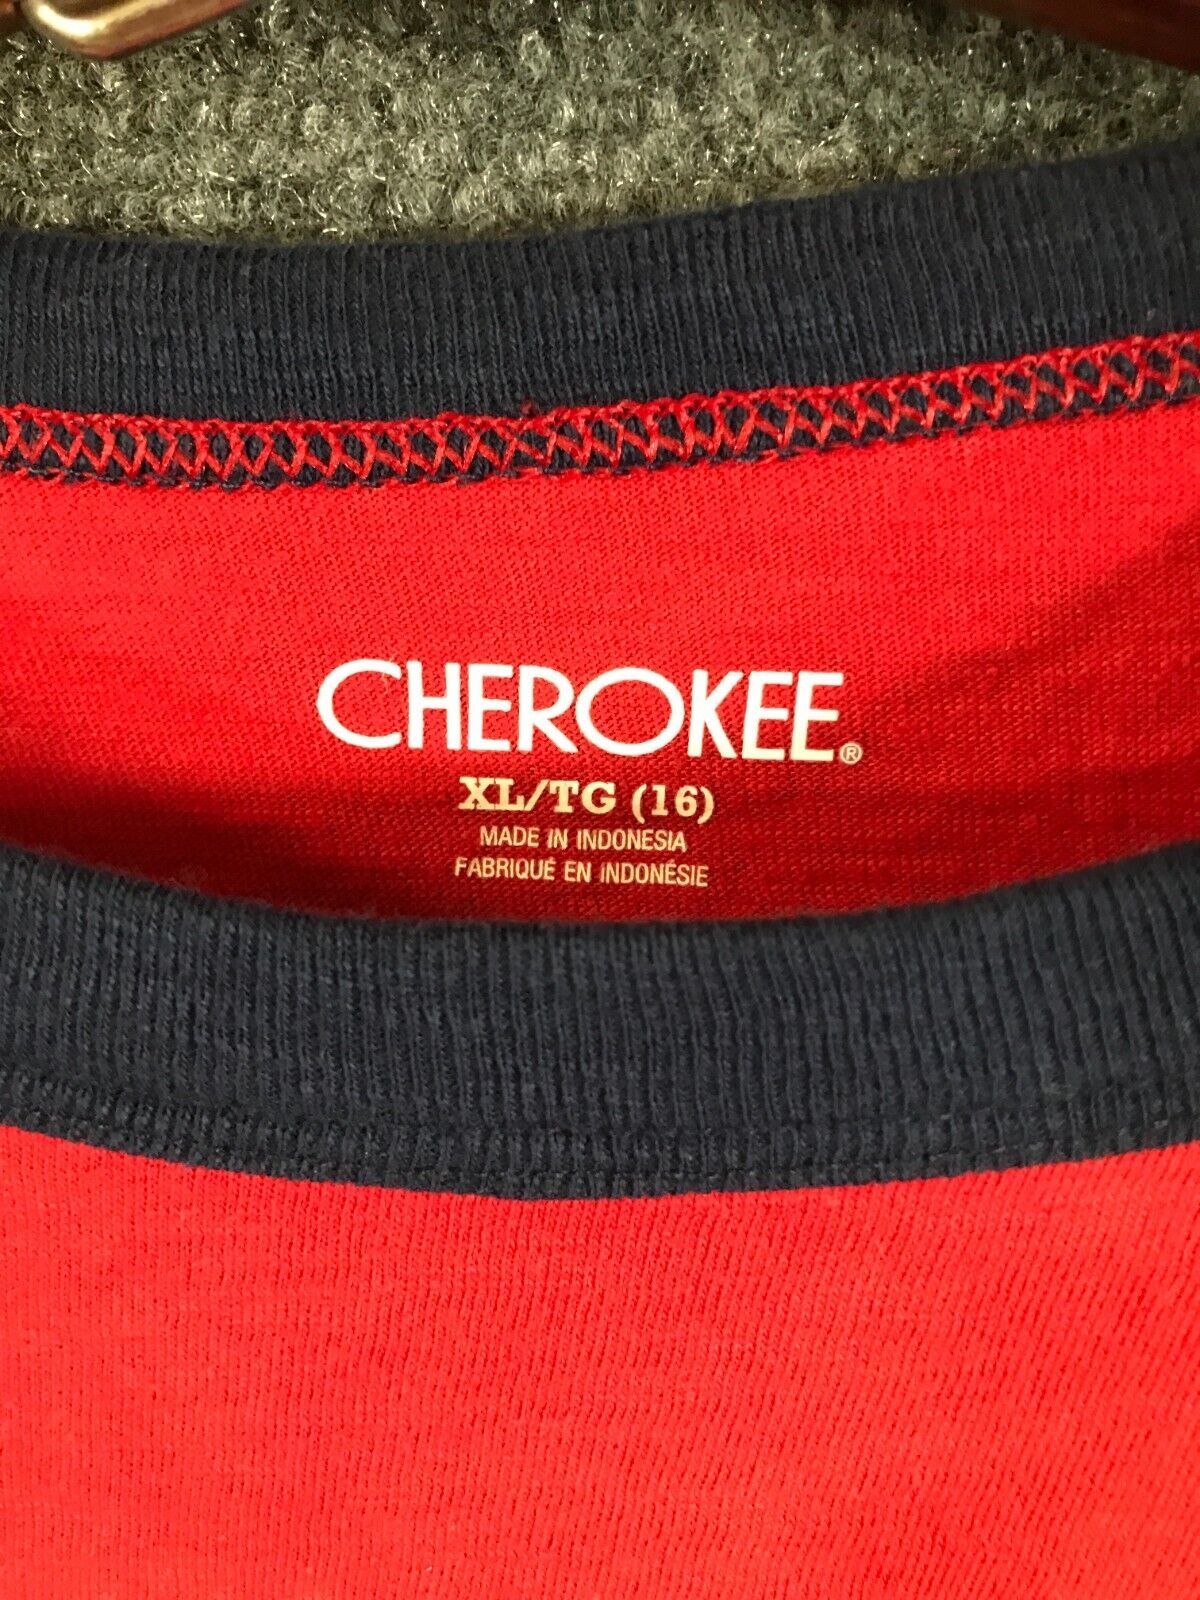 CHEROKEE®
XL/TG (16)
MADE IN INDONESIA
FABRIQUÉ EN INDONÉSIE